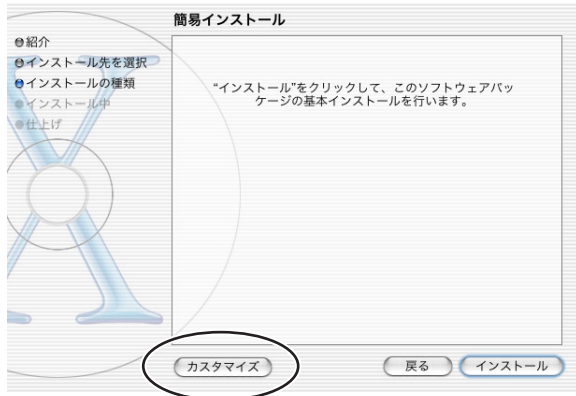 簡易インストール
紹介
インストール先を選択
インストールの種類
インストール中
仕上げ
“インストール”をクリックして、このソフトウェアパッ
ケージの基本インストールを行います。
カスタマイズ
戻る
インストール